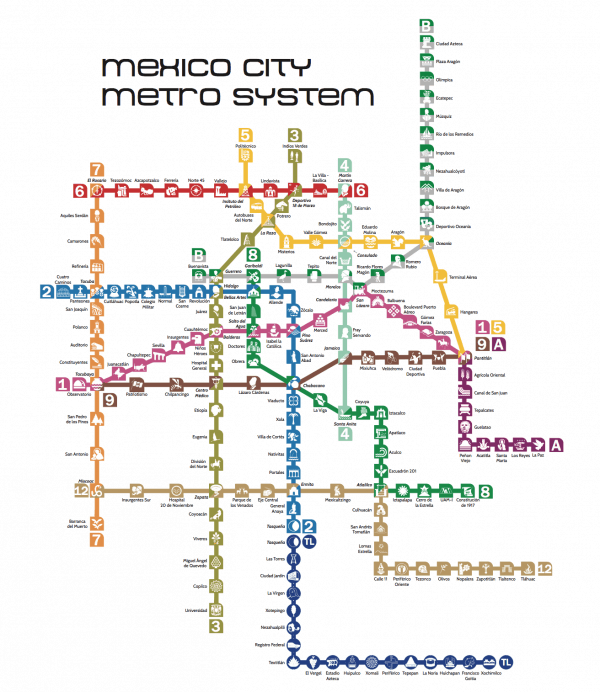 MEXICO CITY
METRO SYSTEM
B
Ciudad Azteca
Plaza Aragón
Olímpica
Ecatepec
Múzquiz
Río de los Remedios
Impulsora
Nezahualcóyotl
Villa de Aragón
Bosque de Aragón
Deportivo Oceanía
Oceanía
5
Politécnico
3
Indios Verdes
7
El Rosario
6
Tezozómoc
Azcapotzalco
Ferrería
Norte 45
Vallejo
Instituto del
Petróleo
Lindavista
Deportivo
18 de Marzo
La Villa -
Basílica
4
Martín
Carrera
6
Aquiles Serdán
Camarones
Refinería
Tacuba
Autobuses
del Norte
La Raza
Potrero
Misterios
Valle Gómez
Talismán
Bondojito
Consulado
Eduardo
Molina
Aragón
Tlatelolco
B
Buenavista
Guerrero
8
Garibaldi
Lagunilla
Tepito
Canal del
Norte
Morelos
Ricardo Flores
Magón
Romero
Rubio
Terminal Aérea
Hangares
2
Cuatro
Caminos
Panteones
Cuitláhuac
Popotla
Colegio
Militar
Normal
San
Cosme
Revolución
Hidalgo
Bellas Artes
Allende
Zócalo
San Joaquín
Polanco
Auditorio
Constituyentes
Tacubaya
Juárez
San Juan
de Letrán
Salto del
Agua
Isabel la
Católica
Pino
Suárez
Merced
Candelaria
San
Lázaro
Moctezuma
Balbuena
Boulevard Puerto
Aéreo
Gómez
Farías
Zaragoza
Pantitlán
1 5
9 A
1
Observatorio
Juanacatlán
Chapultepec
Sevilla
Insurgentes
Cuauhtémoc
Balderas
Niños
Héroes
Hospital
General
Doctores
Obrera
San Antonio
Abad
Jamaica
Fray
Servando
Mixiuhca
Velódromo
Ciudad
Deportiva
Puebla
9
Patriotismo
Chilpancingo
Centro
Médico
Lázaro Cárdenas
Chabacano
La Viga
Santa Anita
4
Coyuya
Iztacalco
Apatlaco
Aculco
Escuadrón 201
Atlalilco
Agrícola Oriental
Canal de San Juan
Tepalcates
Guelatao
Peñón
Viejo
Acatitla
Santa
Marta
Los Reyes
La Paz
A
San Pedro
de los Pinos
San Antonio
Mixcoac
Barranca
del Muerto
7
Etiopía
Eugenia
División
del Norte
Zapata
Viaducto
Xola
Villa de Cortés
Nativitas
Portales
Ermita
12
Insurgentes Sur
Hospital
20 de Noviembre
Parque de
los Venados
Eje Central
Mexicaltzingo
Iztapalapa
Cerro de
la Estrella
UAM-I
Constitución
de 1917
8
Culhuacán
San Andrés
Tomatlán
Lomas
Estrella
Calle 11
Periférico
Oriente
Tezonco
Olivos
Nopalera
Zapotitlán
Tlaltenco
Tláhuac
12
Coyoacán
Viveros
Miguel Ángel
de Quevedo
Copilco
Universidad
3
General
Anaya
Tasqueña
2
Tasqueña
TL
Las Torres
Ciudad Jardín
La Virgen
Xotepingo
Nezahualpilli
Registro Federal
Textitlán
El Vergel
Estadio
Azteca
Huipulco
Xomali
Periférico
Tepepan
La Noria
Huichapan
Francisco
Goitia
Xochimilco
TL